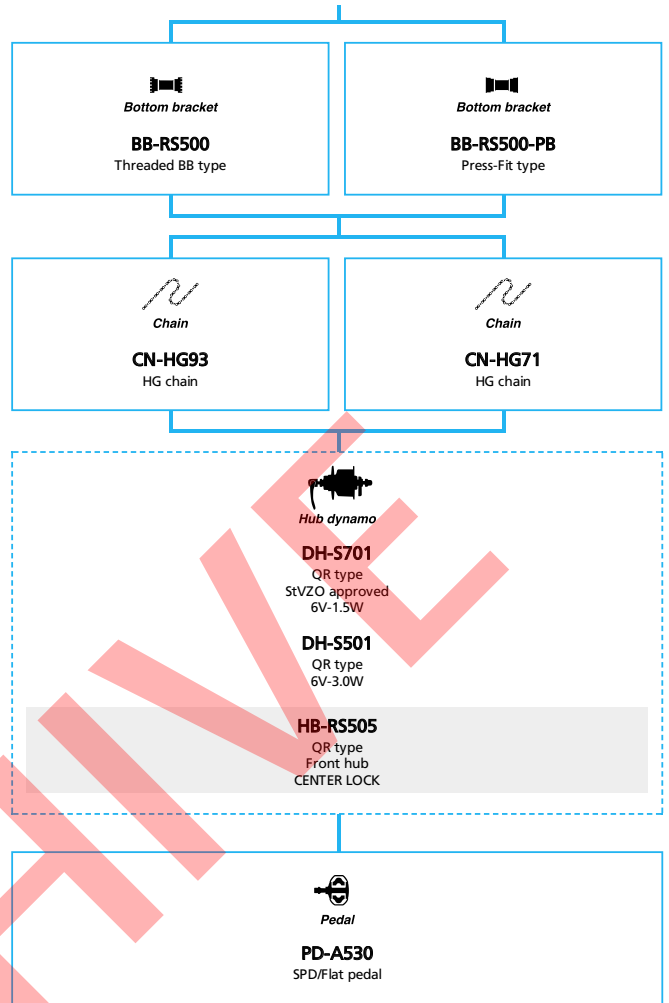 Bottom bracket
BB-RS500
Threaded BB type
Bottom bracket
BB-RS500-PB
Press-Fit type
Chain
CN-HG93
HG chain
Chain
CN-HG71
HG chain
Hub dynamo
DH-S701
QR type
StVZO approved
6V-1.5W
DH-S501
QR type
6V-3.0W
HB-RS505
QR type
Front hub
CENTER LOCK
Pedal
PD-A530
SPD/Flat pedal
HIVE